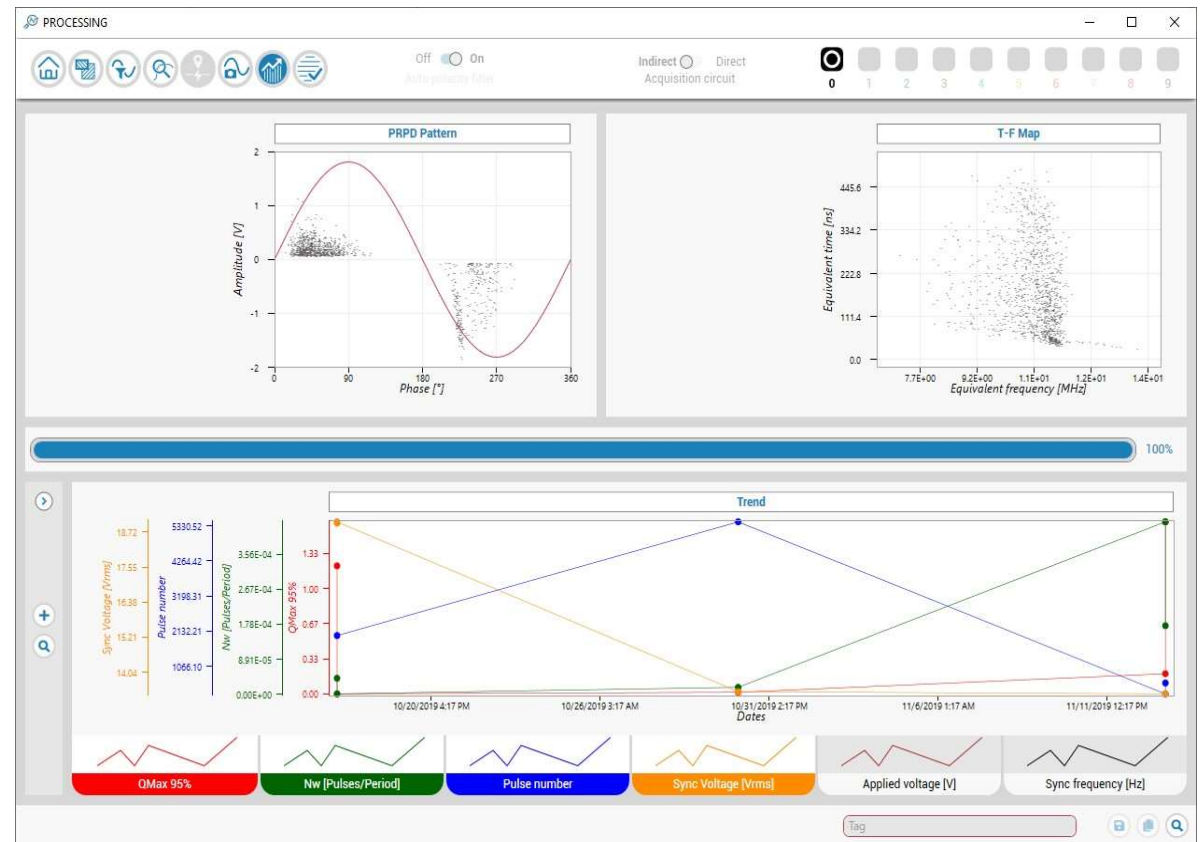 PROCESSING
Off On
Auto polarity filter
Indirect Direct
Acquisition circuit
0 1 2 3 4 5 6 7 8 9
PRPD Pattern
Amplitude [V]
2
1
0
-1
-2
0 90 180 270 360
Phase [°]
T-F Map
Equivalent time [ns]
445.6
334.2
222.8
111.4
0.0
7.7E+00 9.2E+00 1.1E+01 1.2E+01 1.4E+01
Equivalent frequency [MHz]
100%
Trend
Sync Voltage [Vrms]
18.72
17.55
16.38
15.21
14.04
Pulse number
5330.52
4264.42
3198.31
2132.21
1066.10
Nw [Pulses/Period]
3.56E-04
2.67E-04
1.78E-04
8.91E-05
0.00E+00
QMax 95%
1.33
1.00
0.67
0.33
0.00
10/20/2019 4:17 PM 10/26/2019 3:17 AM 10/31/2019 2:17 PM 11/6/2019 1:17 AM 11/11/2019 12:17 PM
Dates
QMax 95% Nw [Pulses/Period] Pulse number Sync Voltage [Vrms] Applied voltage [V] Sync frequency [Hz]
Tag